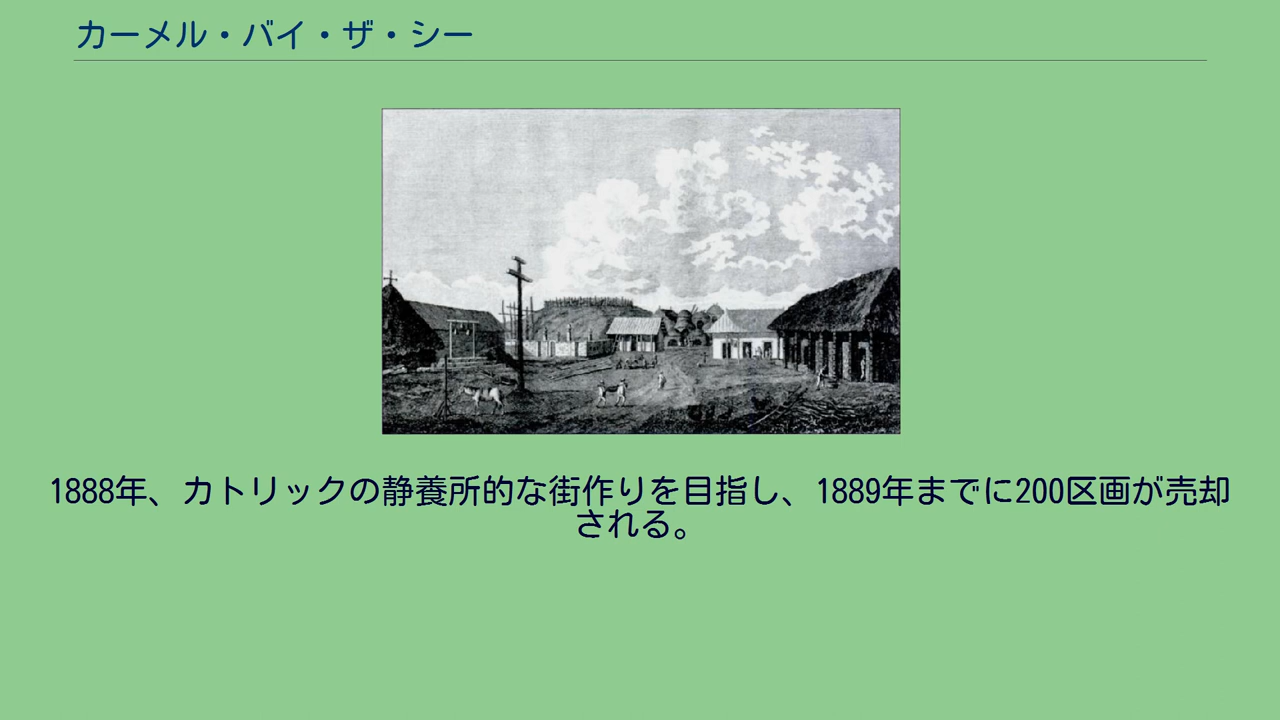 カーメル・バイ・ザ・シー
1888年、カトリックの静養所的な街作りを目指し、1889年までに200区画が売却
される。